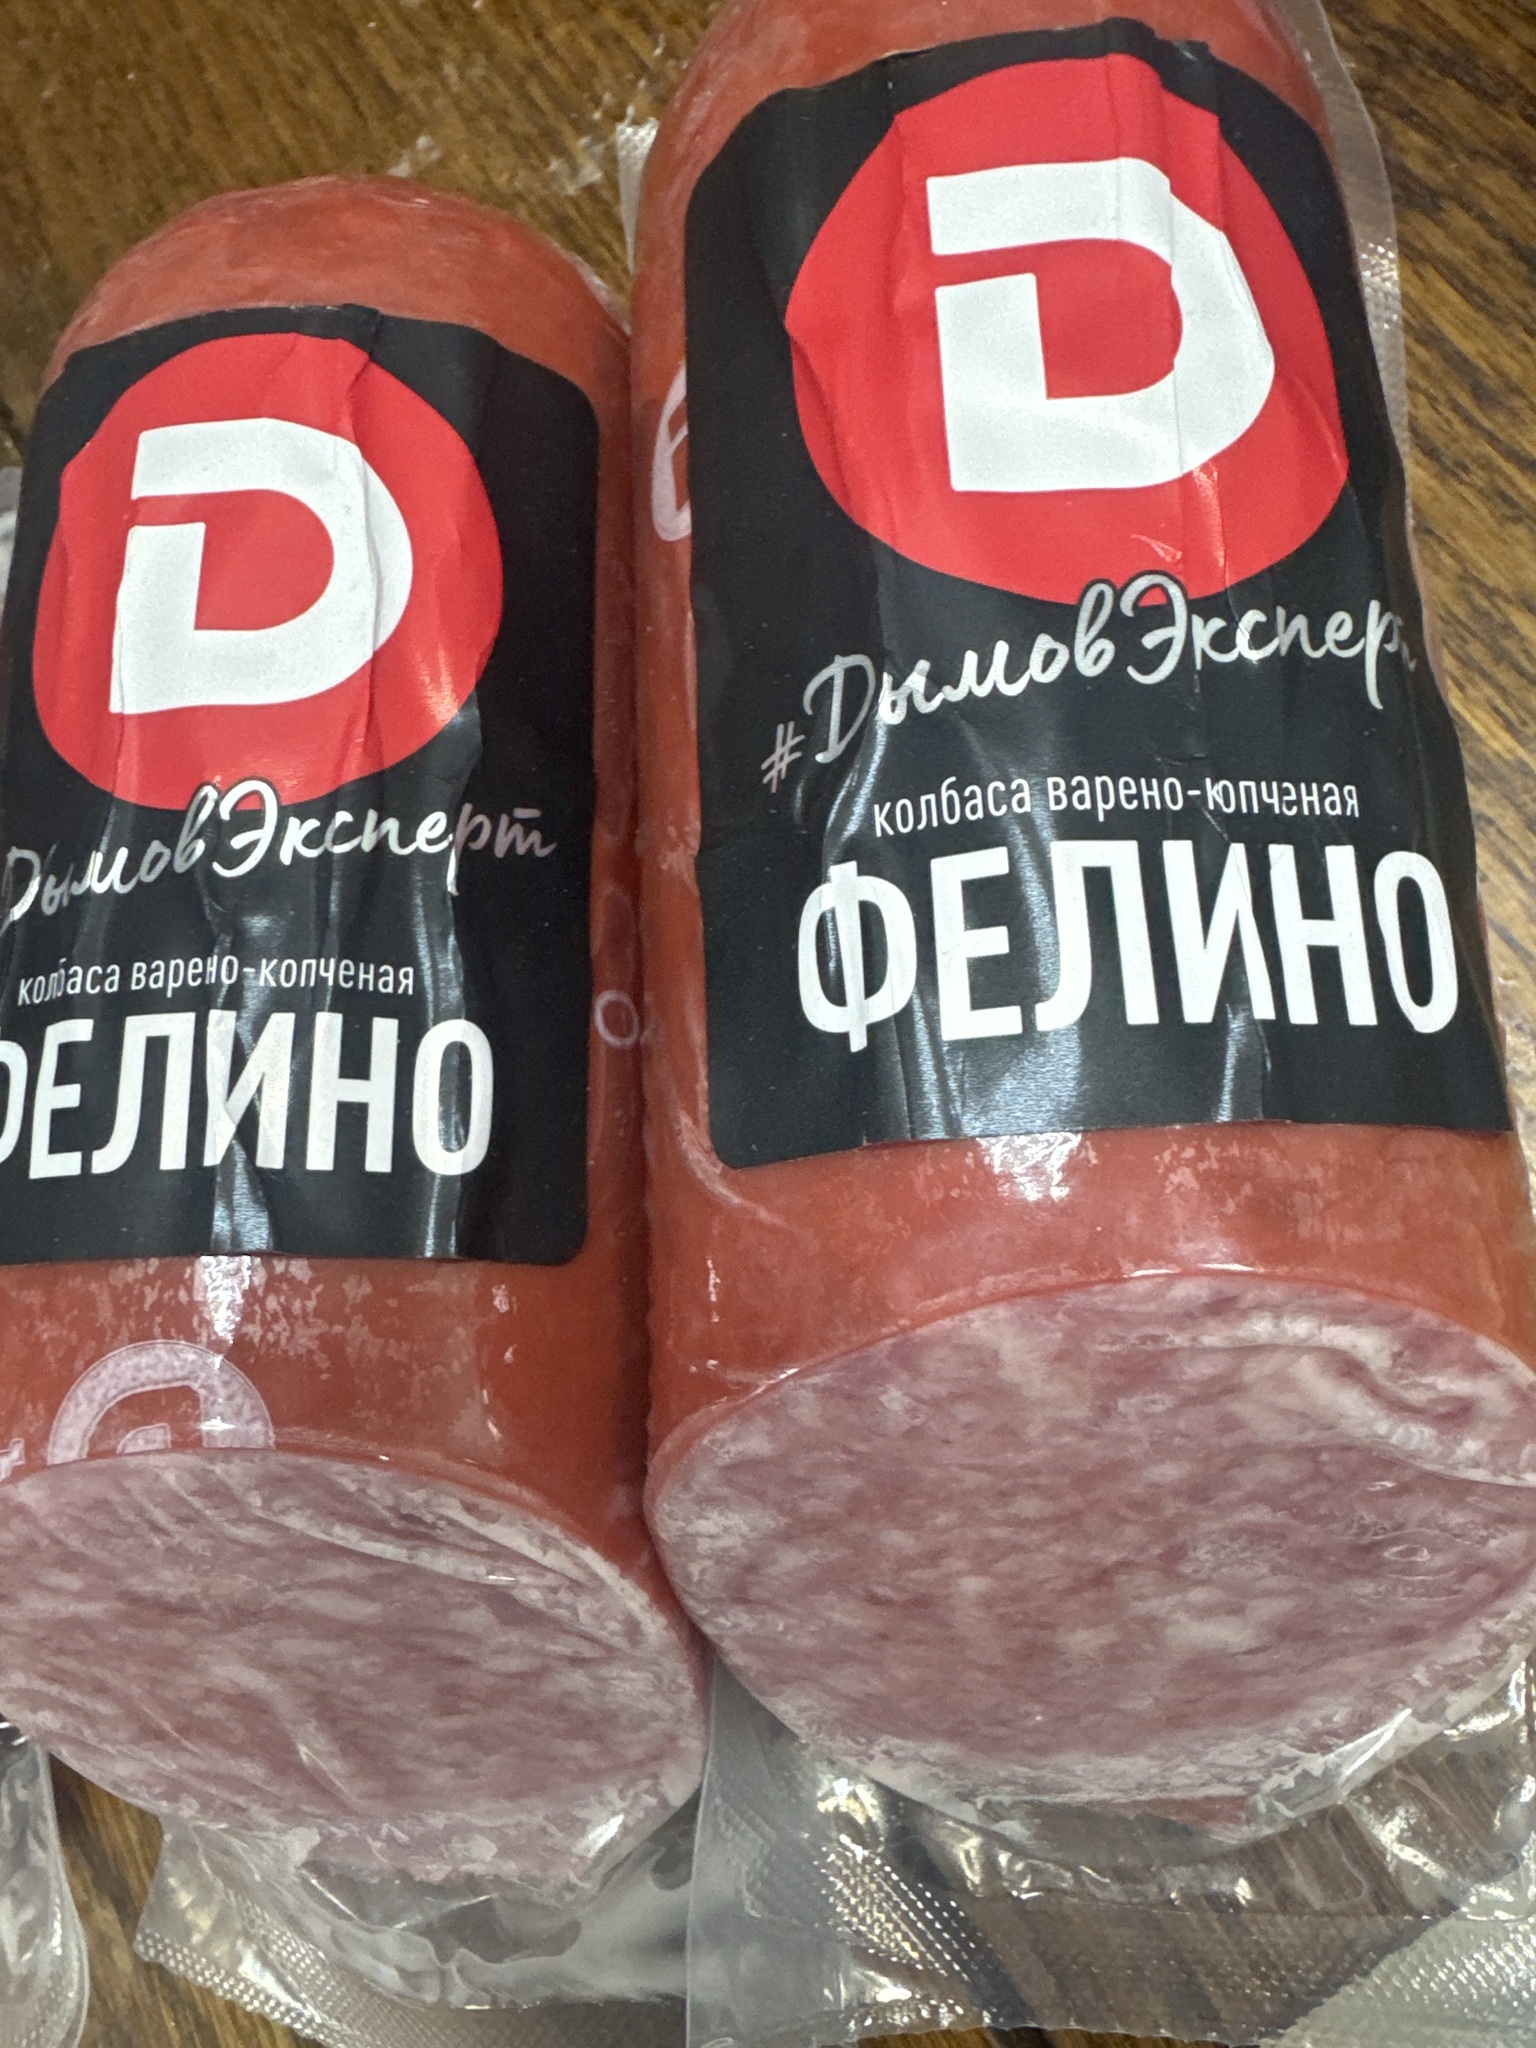 D
ДымовЭксперт
колбаса варено-копченая
ФЕЛИНО
D
#ДымовЭксперт
колбаса варено-копченая
ФЕЛИНО